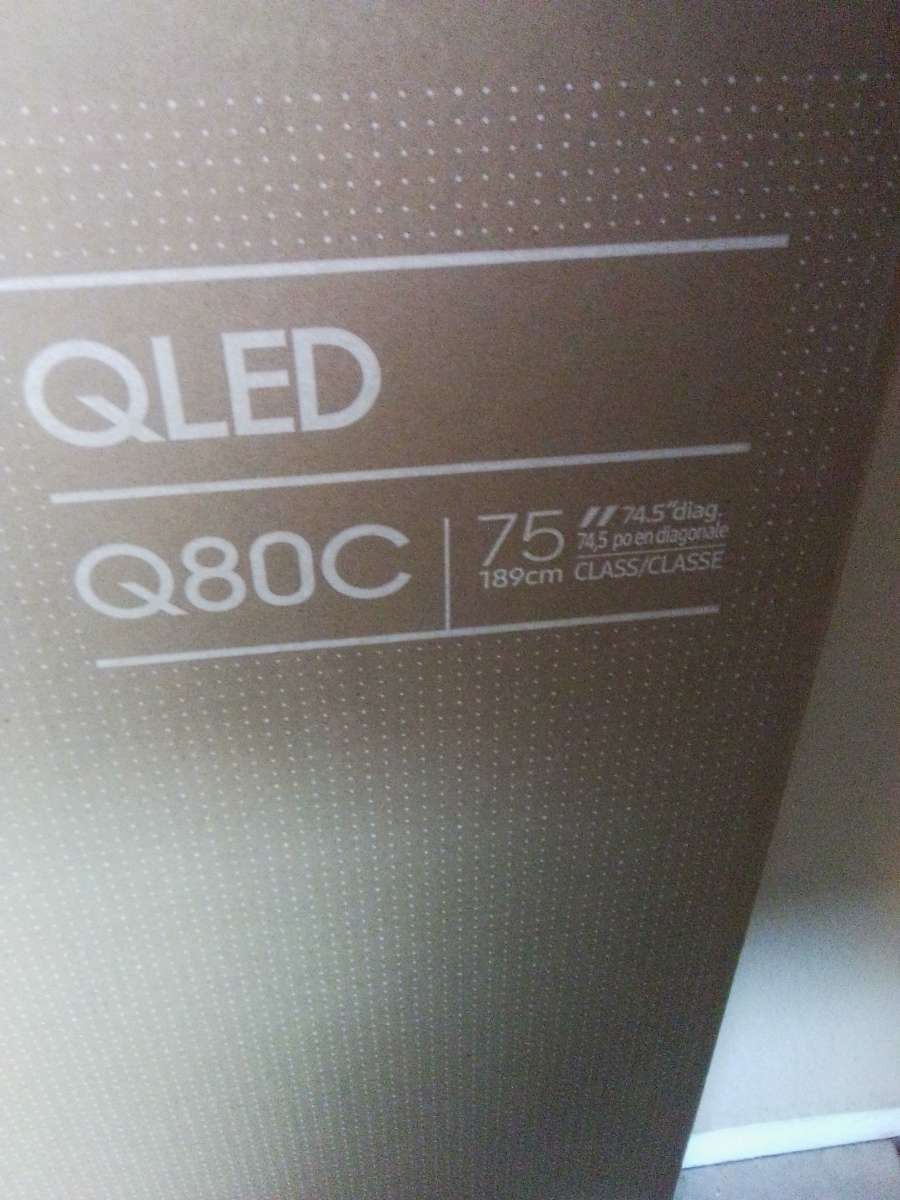 QLED
Q80C
75" 74.5"diag.
74,5 po en diagonale
189cm CLASS/CLASSE